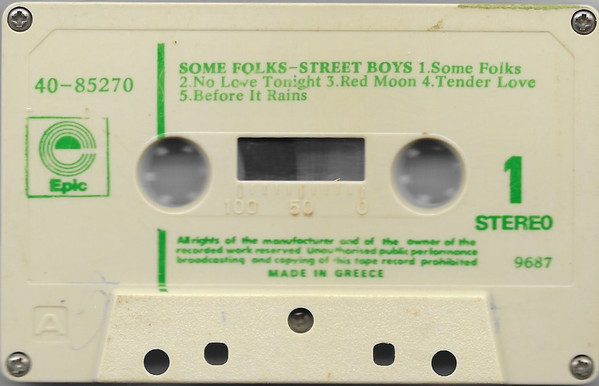 SOME FOLKS-STREET BOYS 1.Some Folks
2.No Love Tonight 3.Red Moon 4.Tender Love
5.Before It Rains
40-85270
Epic
1
STEREO
100 50 0
All rights of the manufacturer and of the owner of the
recorded work reserved Unauthorised public performance
broadcasting and copying of this tape record prohibited
MADE IN GREECE
9687
A